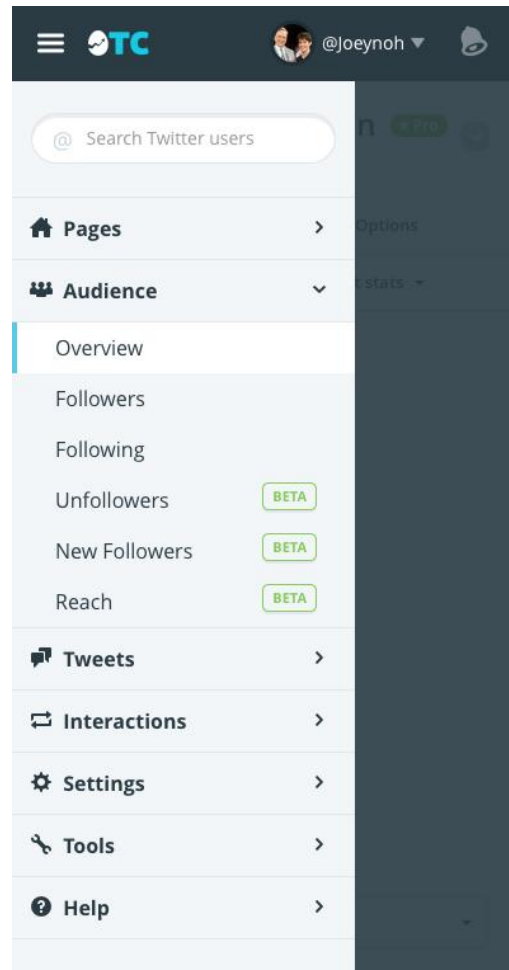 TC
@Joeynoh
@ Search Twitter users
n Pro
Pages
Options
Audience
t stats
Overview
Followers
Following
Unfollowers BETA
New Followers BETA
Reach BETA
Tweets
Interactions
Settings
Tools
Help